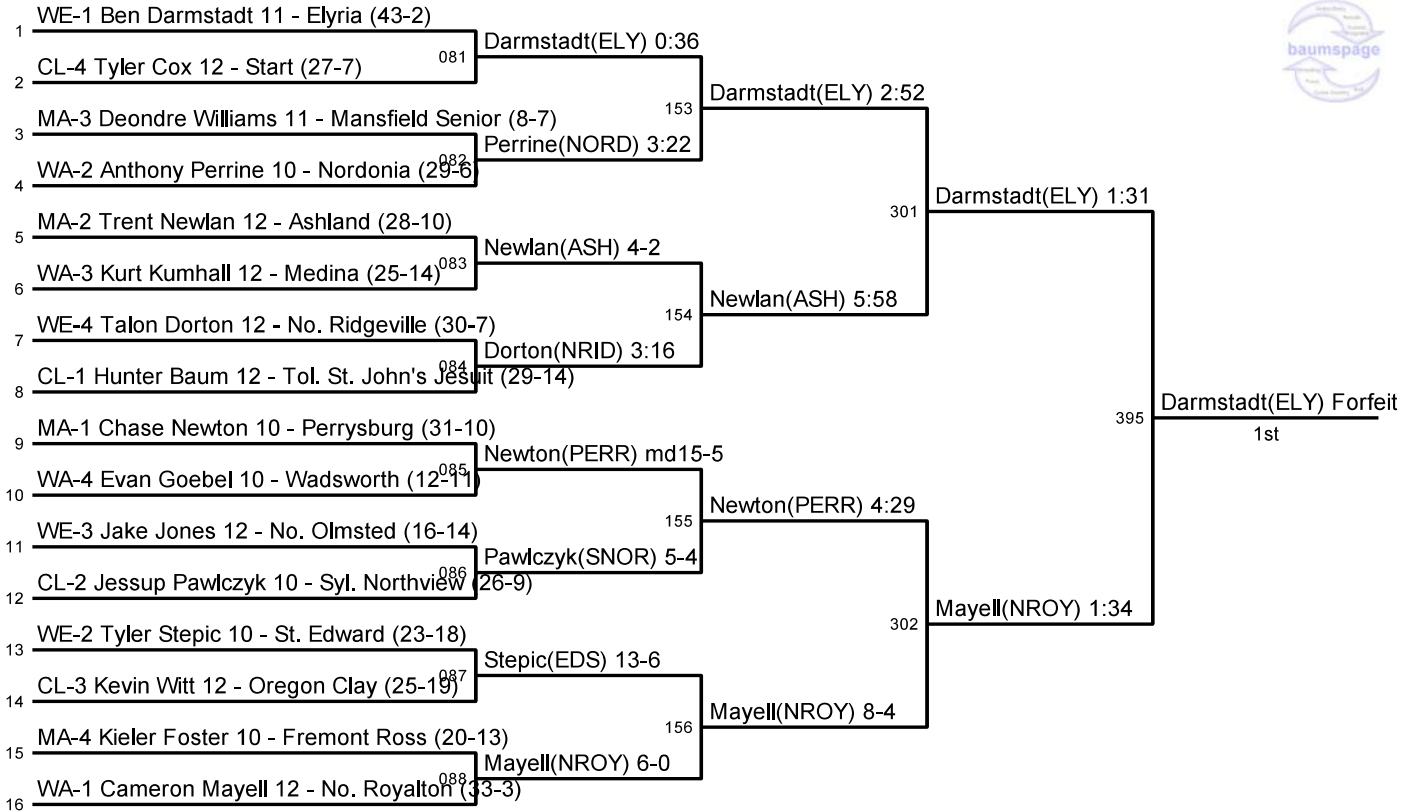 WE-1 Ben Darmstadt 11 - Elyria (43-2)
1
Darmstadt(ELY) 0:36
081
CL-4 Tyler Cox 12 - Start (27-7)
2
Darmstadt(ELY) 2:52
153
MA-3 Deondre Williams 11 - Mansfield Senior (8-7)
3
Perrine(NORD) 3:22
082
WA-2 Anthony Perrine 10 - Nordonia (29-6)
4
Darmstadt(ELY) 1:31
301
MA-2 Trent Newlan 12 - Ashland (28-10)
5
Newlan(ASH) 4-2
083
WA-3 Kurt Kumhall 12 - Medina (25-14)
6
Newlan(ASH) 5:58
154
WE-4 Talon Dorton 12 - No. Ridgeville (30-7)
7
Dorton(NRID) 3:16
084
CL-1 Hunter Baum 12 - Tol. St. John's Jesuit (29-14)
8
Darmstadt(ELY) Forfeit
395
1st
MA-1 Chase Newton 10 - Perrysburg (31-10)
9
Newton(PERR) md15-5
085
WA-4 Evan Goebel 10 - Wadsworth (12-11)
10
Newton(PERR) 4:29
155
WE-3 Jake Jones 12 - No. Olmsted (16-14)
11
Pawlczyk(SNOR) 5-4
086
CL-2 Jessup Pawlczyk 10 - Syl. Northview (26-9)
12
Mayell(NROY) 1:34
302
WE-2 Tyler Stepic 10 - St. Edward (23-18)
13
Stepic(EDS) 13-6
087
CL-3 Kevin Witt 12 - Oregon Clay (25-19)
14
Mayell(NROY) 8-4
156
MA-4 Kieler Foster 10 - Fremont Ross (20-13)
15
Mayell(NROY) 6-0
088
WA-1 Cameron Mayell 12 - No. Royalton (33-3)
16
baumspage